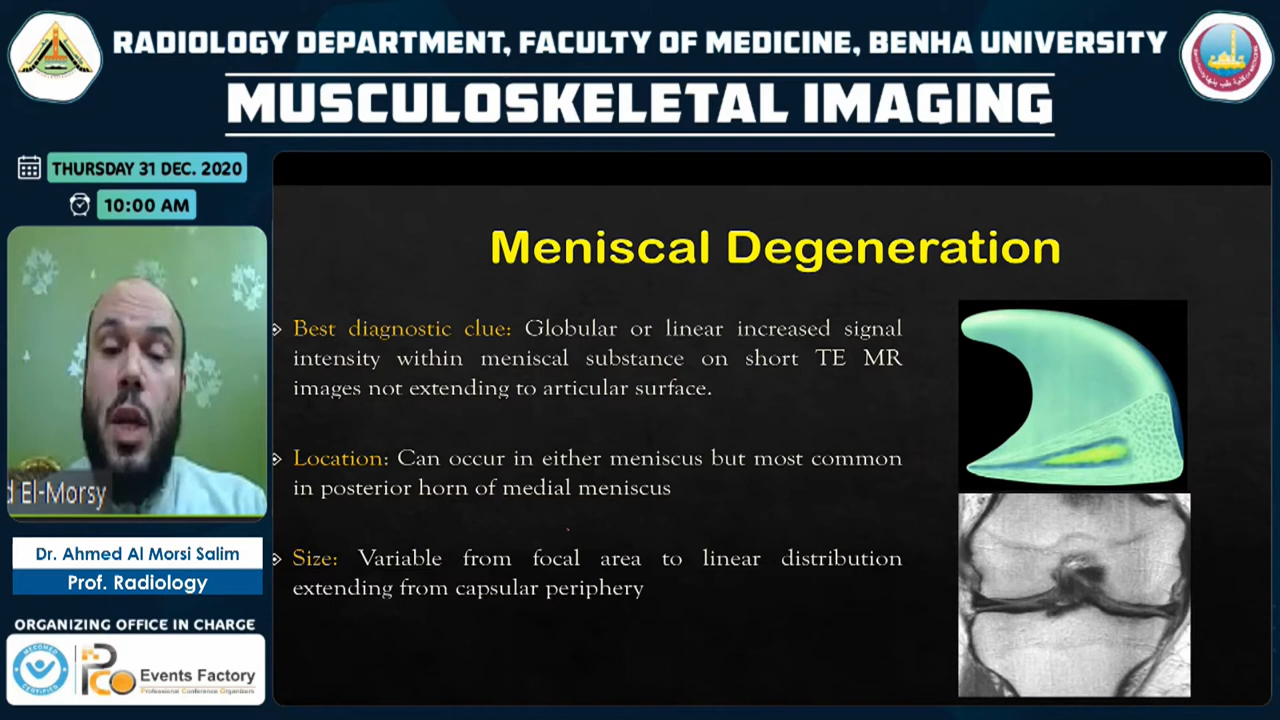 RADIOLOGY DEPARTMENT, FACULTY OF MEDICINE, BENHA UNIVERSITY
MUSCULOSKELETAL IMAGING
THURSDAY 31 DEC. 2020
10:00 AM
Meniscal Degeneration
Best diagnostic clue: Globular or linear increased signal
intensity within meniscal substance on short TE MR
images not extending to articular surface.
Location: Can occur in either meniscus but most common
in posterior horn of medial meniscus
Size: Variable from focal area to linear distribution
extending from capsular periphery
d El-Morsy
Dr. Ahmed Al Morsi Salim
Prof. Radiology
ORGANIZING OFFICE IN CHARGE
Events Factory
Professional Conference Organizers